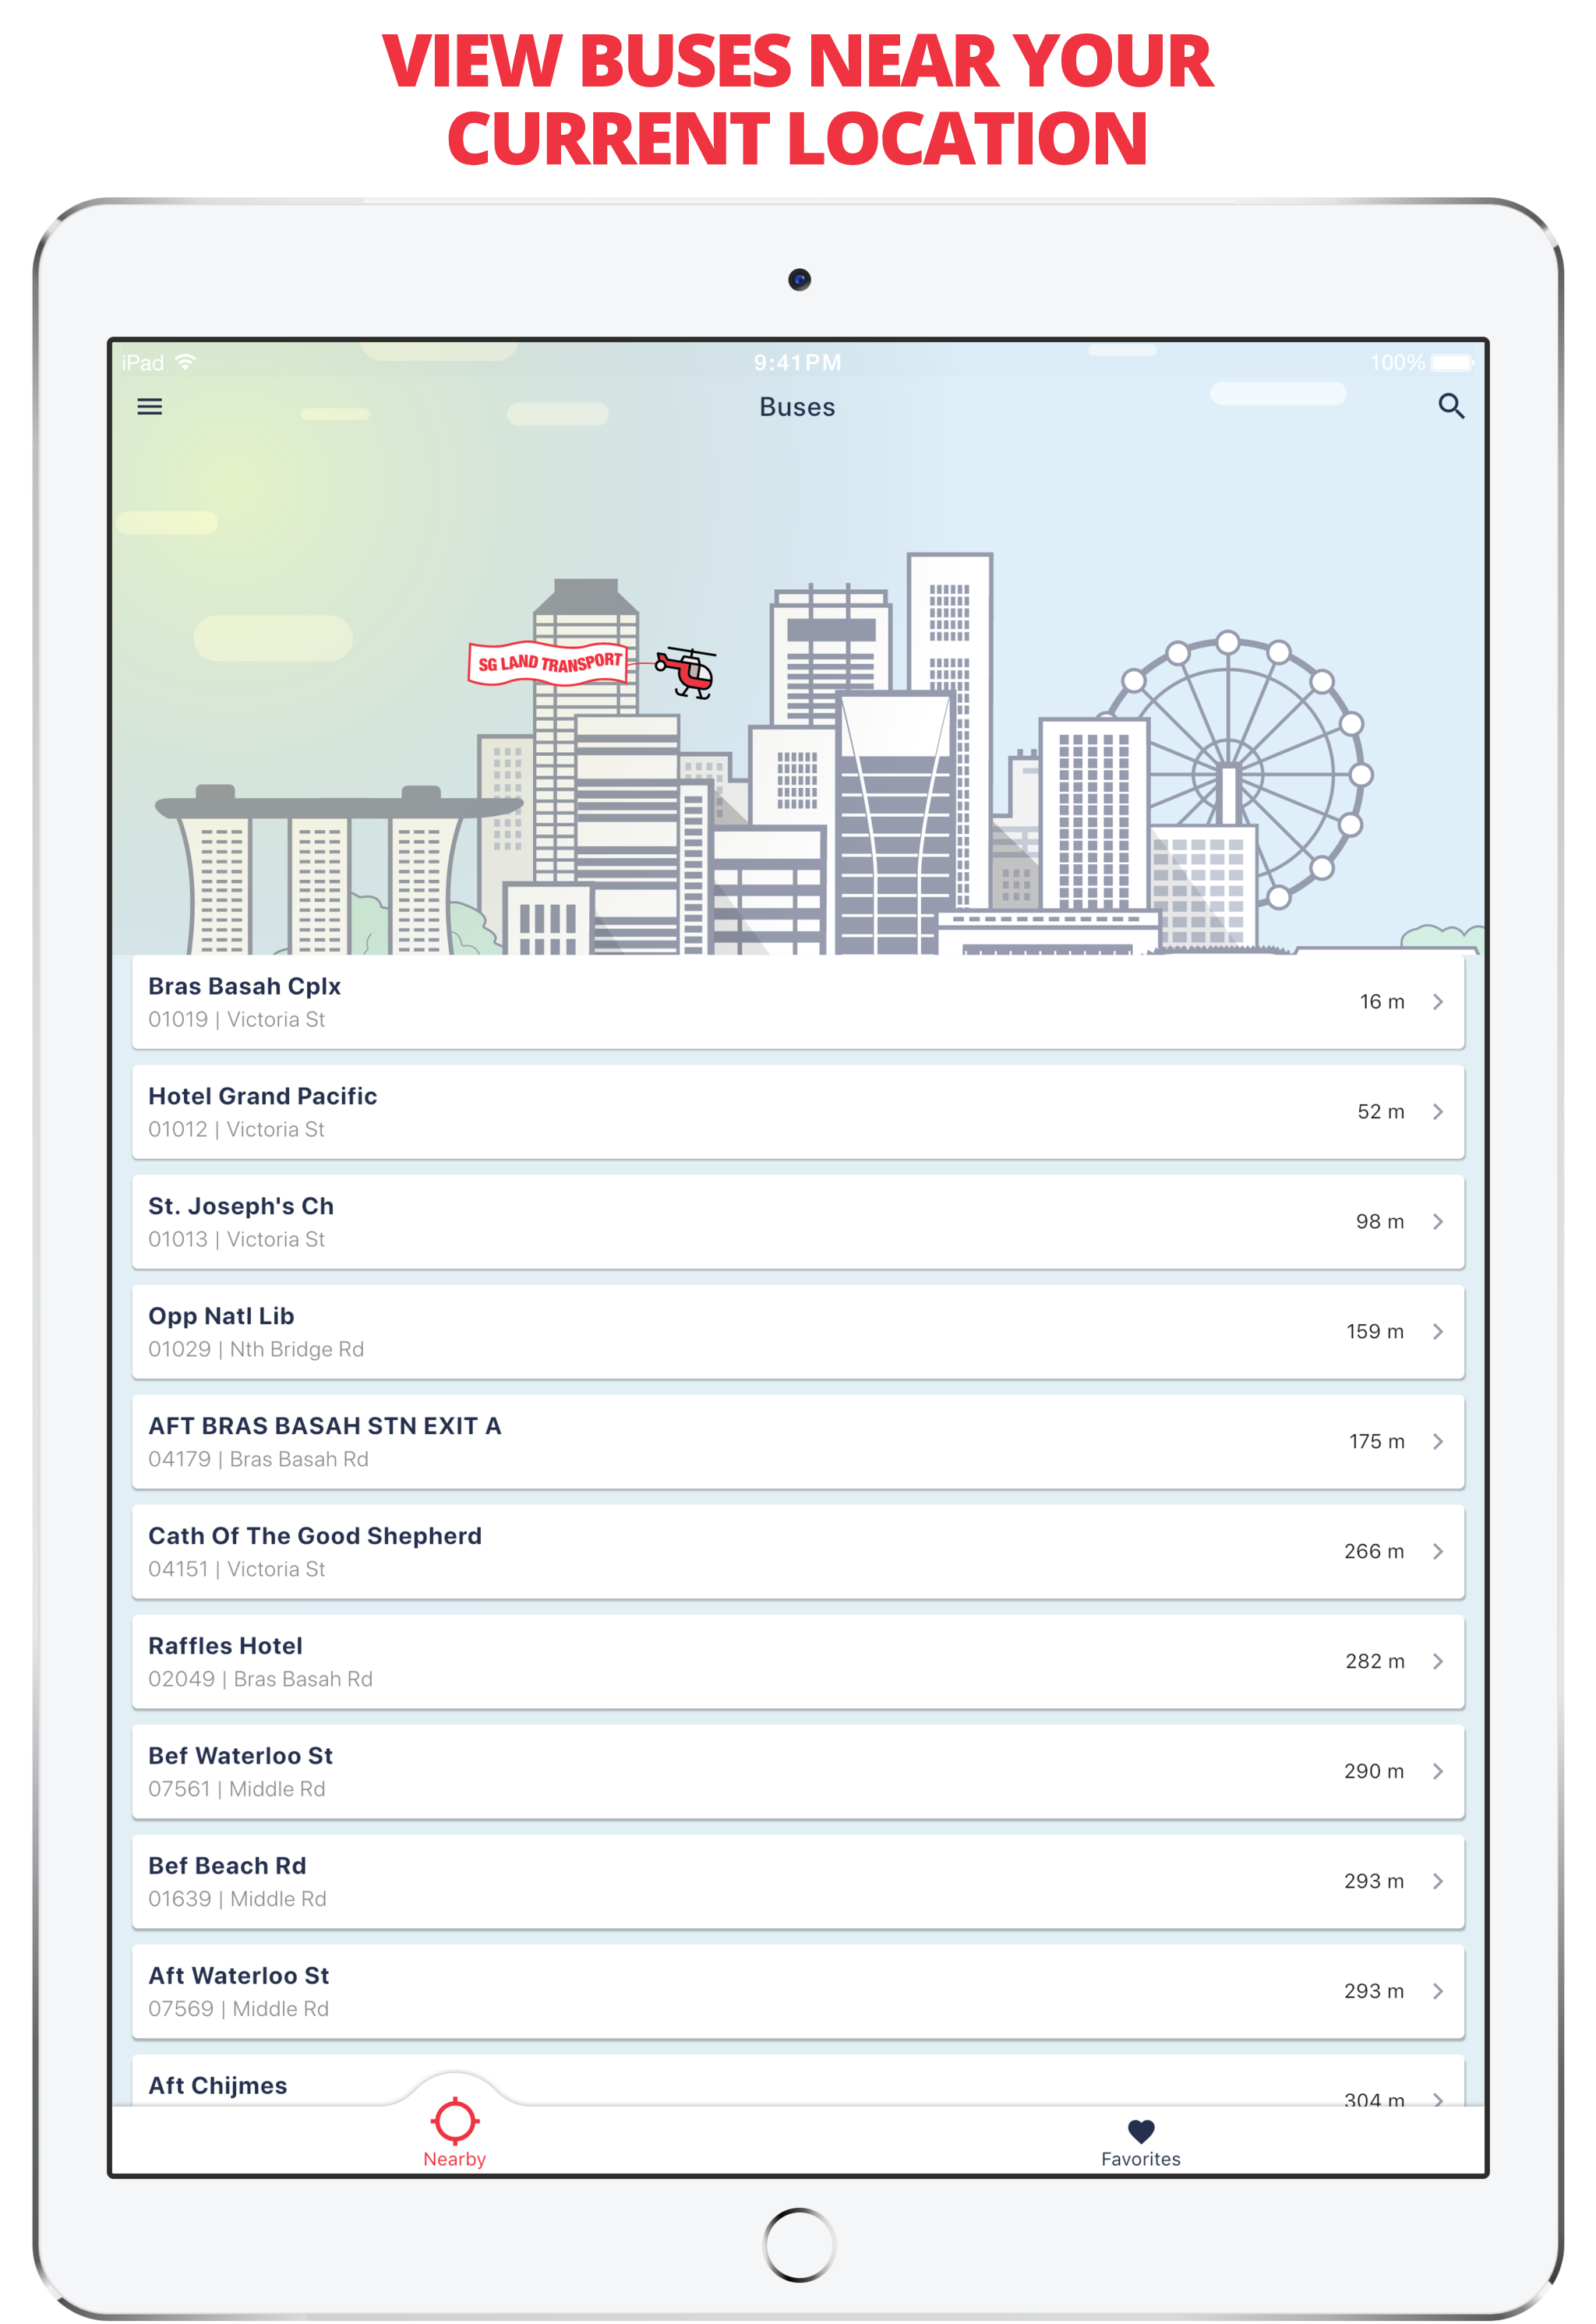 VIEW BUSES NEAR YOUR
CURRENT LOCATION
iPad
9:41PM
100%
Buses
SG LAND TRANSPORT
Bras Basah Cplx
01019 | Victoria St
16 m
Hotel Grand Pacific
01012 | Victoria St
52 m
St. Joseph's Ch
01013 | Victoria St
98 m
Opp Natl Lib
01029 | Nth Bridge Rd
159 m
AFT BRAS BASAH STN EXIT A
04179 | Bras Basah Rd
175 m
Cath Of The Good Shepherd
04151 | Victoria St
266 m
Raffles Hotel
02049 | Bras Basah Rd
282 m
Bef Waterloo St
07561 | Middle Rd
290 m
Bef Beach Rd
01639 | Middle Rd
293 m
Aft Waterloo St
07569 | Middle Rd
293 m
Aft Chijmes
304 m
Nearby
Favorites